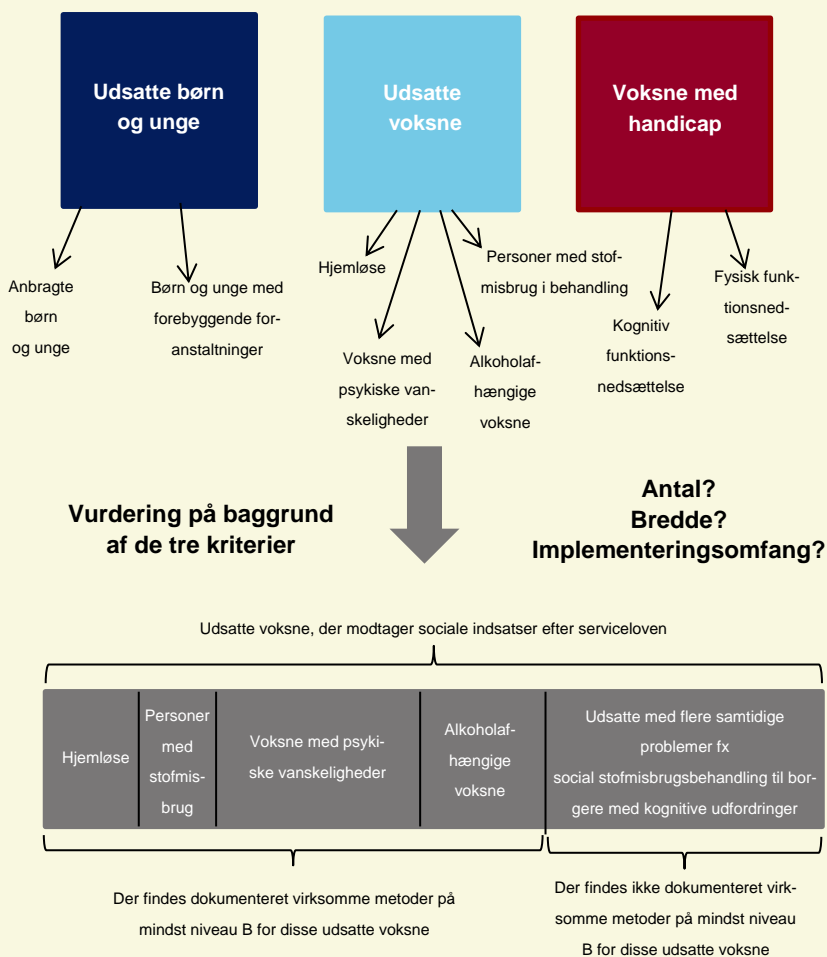 Udsatte børn
og unge
Udsatte
voksne
Voksne med
handicap
Anbragte
børn
og unge
Børn og unge med
forebyggende for-
anstaltninger
Hjemløse
Voksne med
psykiske van-
skeligheder
Personer med stof-
misbrug i behandling
Alkoholaf-
hængige
voksne
Kognitiv
funktions-
nedsættelse
Fysisk funk-
tionsned-
sættelse
Vurdering på baggrund
af de tre kriterier
Antal?
Bredde?
Implementeringsomfang?
Udsatte voksne, der modtager sociale indsatser efter serviceloven
Hjemløse
Personer
med
stofmis-
brug
Voksne med psyki-
ske vanskeligheder
Alkoholaf-
hængige
voksne
Udsatte med flere samtidige
problemer fx
social stofmisbrugsbehandling til bor-
gere med kognitive udfordringer
Der findes dokumenteret virksomme metoder på
mindst niveau B for disse udsatte voksne
Der findes ikke dokumenteret virk-
somme metoder på mindst niveau
B for disse udsatte voksne